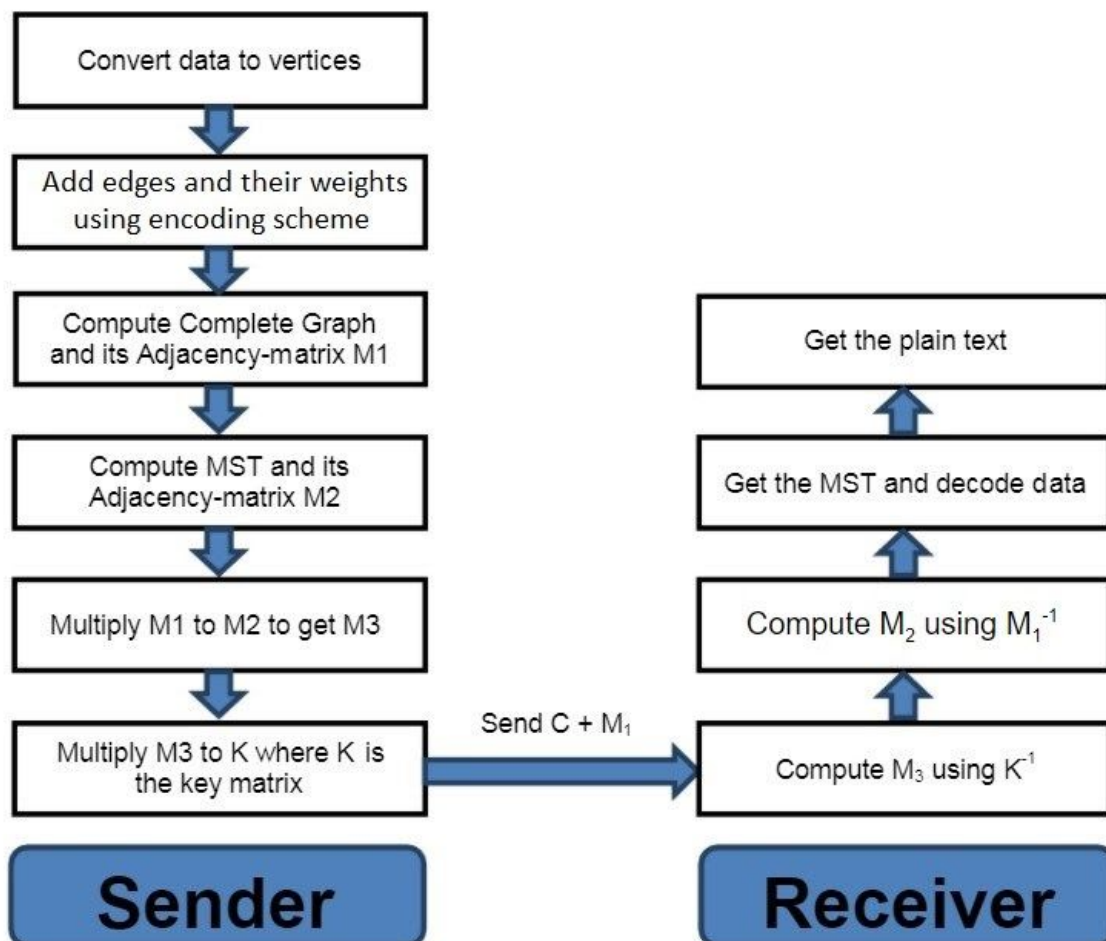 Convert data to vertices
Add edges and their weights
using encoding scheme
Compute Complete Graph
and its Adjacency-matrix M1
Compute MST and its
Adjacency-matrix M2
Multiply M1 to M2 to get M3
Multiply M3 to K where K is
the key matrix
Sender
Send C + M₁
Get the plain text
Get the MST and decode data
Compute M₂ using M₁⁻¹
Compute M₃ using K⁻¹
Receiver